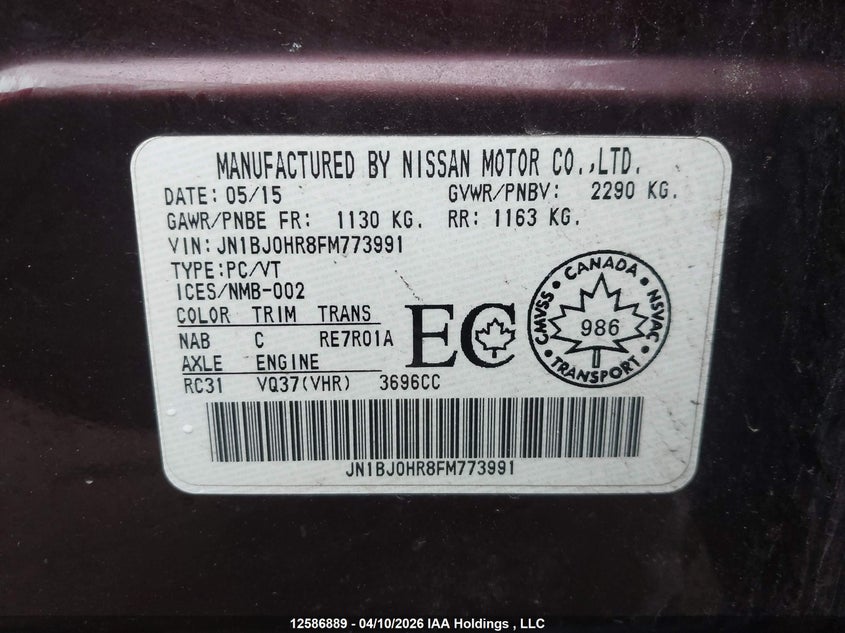 MANUFACTURED BY NISSAN MOTOR CO.,LTD.
DATE: 05/15 GVWR/PNBV: 2290 KG.
GAWR/PNBE FR: 1130 KG. RR: 1163 KG.
VIN: JN1BJ0HR8FM773991
TYPE:PC/VT
ICES/NMB-002
COLOR TRIM TRANS
NAB C RE7R01A
AXLE ENGINE
RC31 VQ37(VHR) 3696CC
EC
CANADA
CMVSS
NSVAC
986
TRANSPORT
JN1BJ0HR8FM773991
12586889 - 04/10/2026 IAA Holdings , LLC